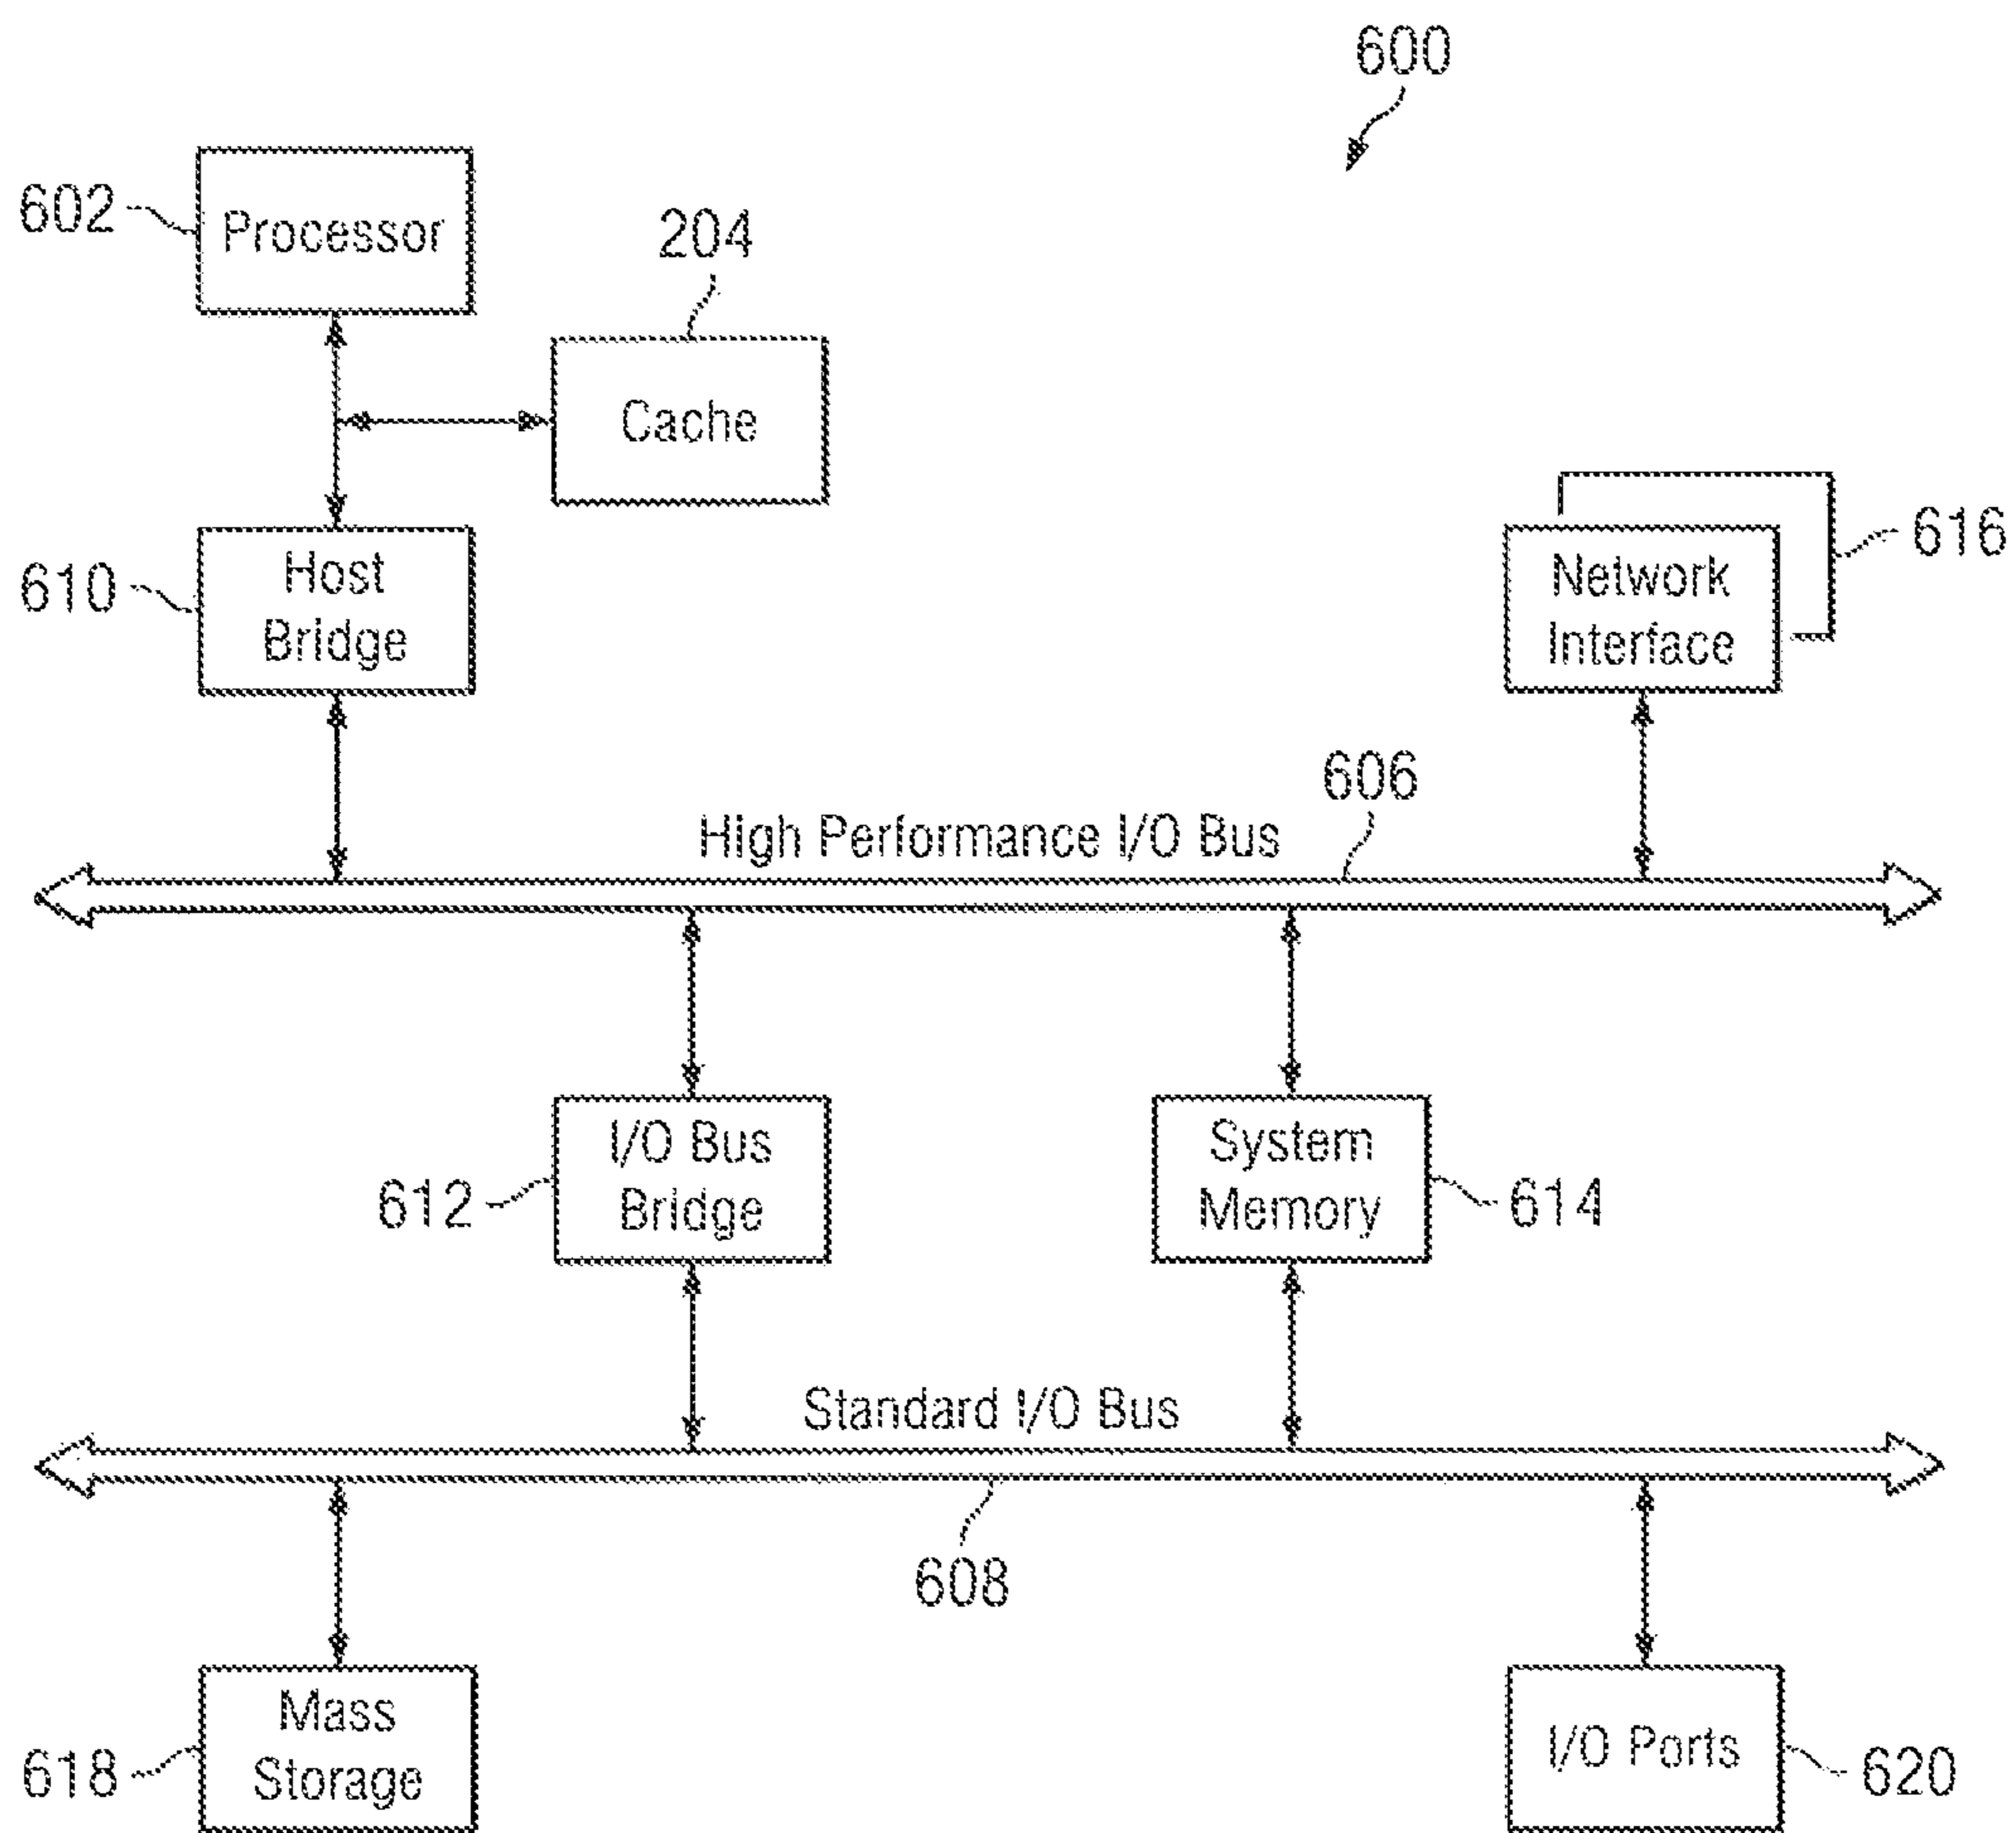 600
602
Processor
204
Cache
610
Host
Bridge
616
Network
Interface
606
High Performance I/O Bus
612
I/O Bus
Bridge
System
Memory
614
Standard I/O Bus
608
618
Mass
Storage
I/O Ports
620